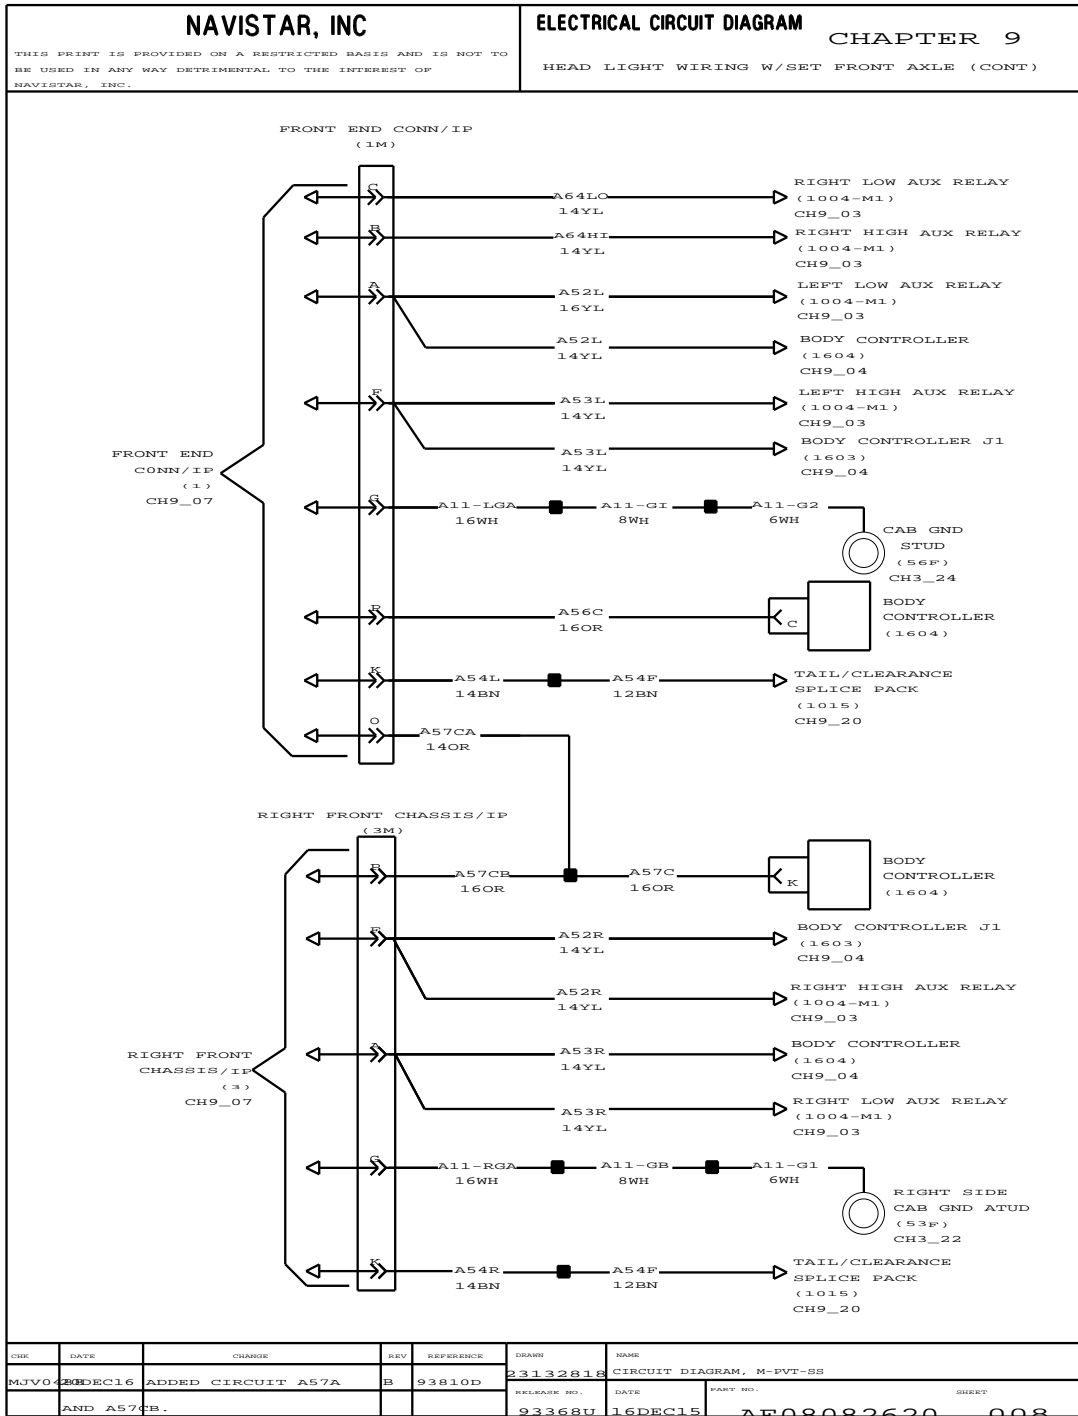 NAVISTAR, INC
THIS PRINT IS PROVIDED ON A RESTRICTED BASIS AND IS NOT TO
BE USED IN ANY WAY DETRIMENTAL TO THE INTEREST OF
NAVISTAR, INC.
ELECTRICAL CIRCUIT DIAGRAM
CHAPTER 9
HEAD LIGHT WIRING W/SET FRONT AXLE (CONT)
FRONT END CONN/IP
(1M)
C
A64LO
14YL
RIGHT LOW AUX RELAY
(1004-M1)
CH9_03
B
A64HI
14YL
RIGHT HIGH AUX RELAY
(1004-M1)
CH9_03
A
A52L
16YL
LEFT LOW AUX RELAY
(1004-M1)
CH9_03
A52L
14YL
BODY CONTROLLER
(1604)
CH9_04
F
A53L
14YL
LEFT HIGH AUX RELAY
(1004-M1)
CH9_03
A53L
14YL
BODY CONTROLLER J1
(1603)
CH9_04
FRONT END
CONN/IP
(1)
CH9_07
G
A11-LGA
16WH
A11-GI
8WH
A11-G2
6WH
CAB GND
STUD
(56F)
CH3_24
R
A56C
16OR
C
BODY
CONTROLLER
(1604)
K
A54L
14BN
A54F
12BN
TAIL/CLEARANCE
SPLICE PACK
(1015)
CH9_20
O
A57CA
14OR
RIGHT FRONT CHASSIS/IP
(3M)
A57CB
16OR
A57C
16OR
K
BODY
CONTROLLER
(1604)
A52R
14YL
BODY CONTROLLER J1
(1603)
CH9_04
A52R
14YL
RIGHT HIGH AUX RELAY
(1004-M1)
CH9_03
RIGHT FRONT
CHASSIS/IP
(3)
CH9_07
A
A53R
14YL
BODY CONTROLLER
(1604)
CH9_04
A53R
14YL
RIGHT LOW AUX RELAY
(1004-M1)
CH9_03
G
A11-RGA
16WH
A11-GB
8WH
A11-G1
6WH
RIGHT SIDE
CAB GND ATUD
(53F)
CH3_22
K
A54R
14BN
A54F
12BN
TAIL/CLEARANCE
SPLICE PACK
(1015)
CH9_20
CHK DATE CHANGE REV REFERENCE
ADDED CIRCUIT A57A B 93810D
AND A57CB.
DRAWN
23132818
NAME
CIRCUIT DIAGRAM, M-PVT-SS
RELEASE NO.
93368U
DATE
16DEC15
PART NO.
SHEET
008